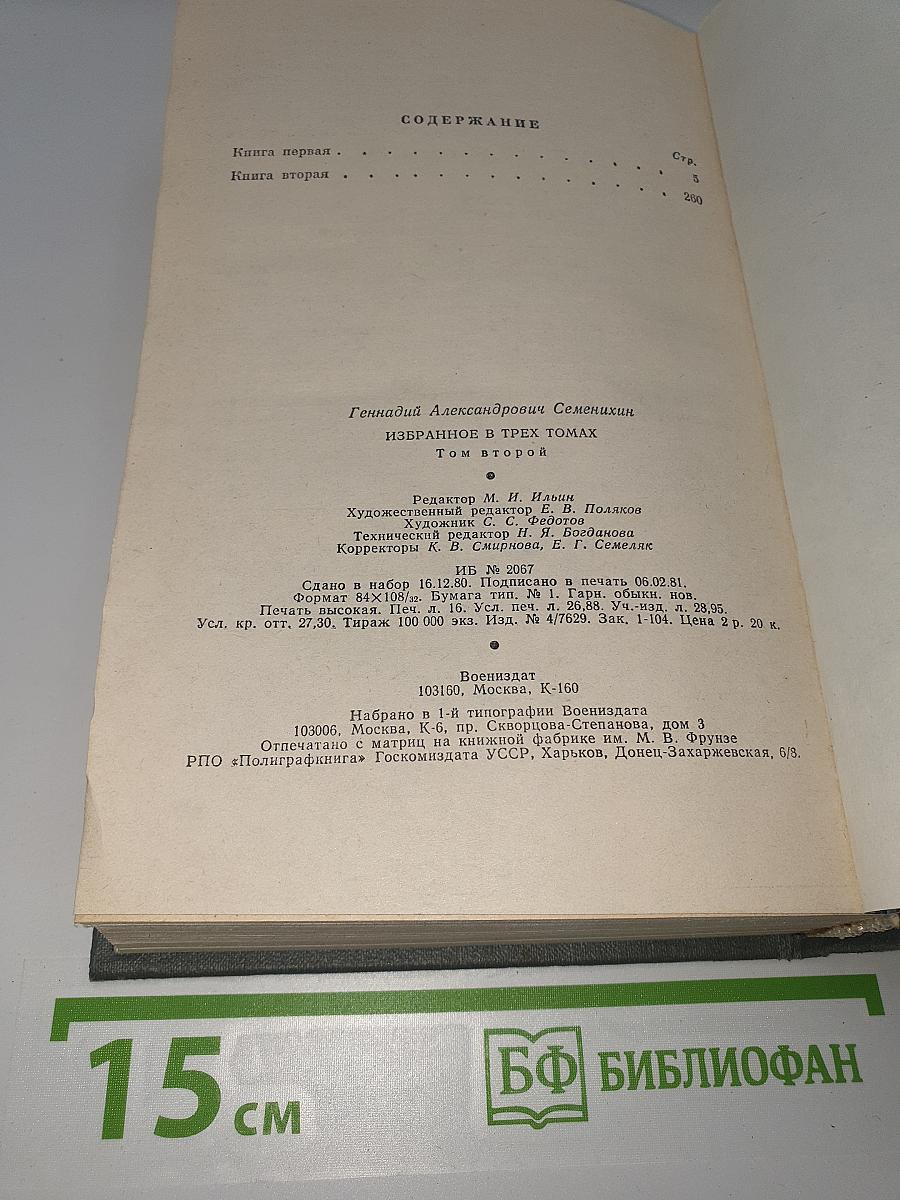 СОДЕРЖАНИЕ
Стр.
Книга первая . . . . . . . . . . . . . . 5
Книга вторая . . . . . . . . . . . . . . 260
Геннадий Александрович Семенихин
ИЗБРАННОЕ В ТРЕХ ТОМАХ
Том второй
Редактор М. И. Ильин
Художественный редактор Е. В. Поляков
Художник С. С. Федотов
Технический редактор Н. Я. Богданова
Корректоры К. В. Смирнова, Е. Г. Семеляк
ИБ № 2067
Сдано в набор 16.12.80. Подписано в печать 06.02.81.
Формат 84×108/32. Бумага тип. № 1. Гарн. обыкн. нов.
Печать высокая. Печ. л. 16. Усл. печ. л. 26,88. Уч.-изд. л. 28,95.
Усл. кр. отт. 27,30. Тираж 100 000 экз. Изд. № 4/7629. Зак. 1-104. Цена 2 р. 20 к.
Воениздат
103160, Москва, К-160
Набрано в 1-й типографии Воениздата
103006, Москва, К-6, пр. Скворцова-Степанова, дом 3
Отпечатано с матриц на книжной фабрике им. М. В. Фрунзе
РПО «Полиграфкнига» Госкомиздата УССР, Харьков, Донец-Захаржевская, 6/8.
15 см
БФ БИБЛИОФАН